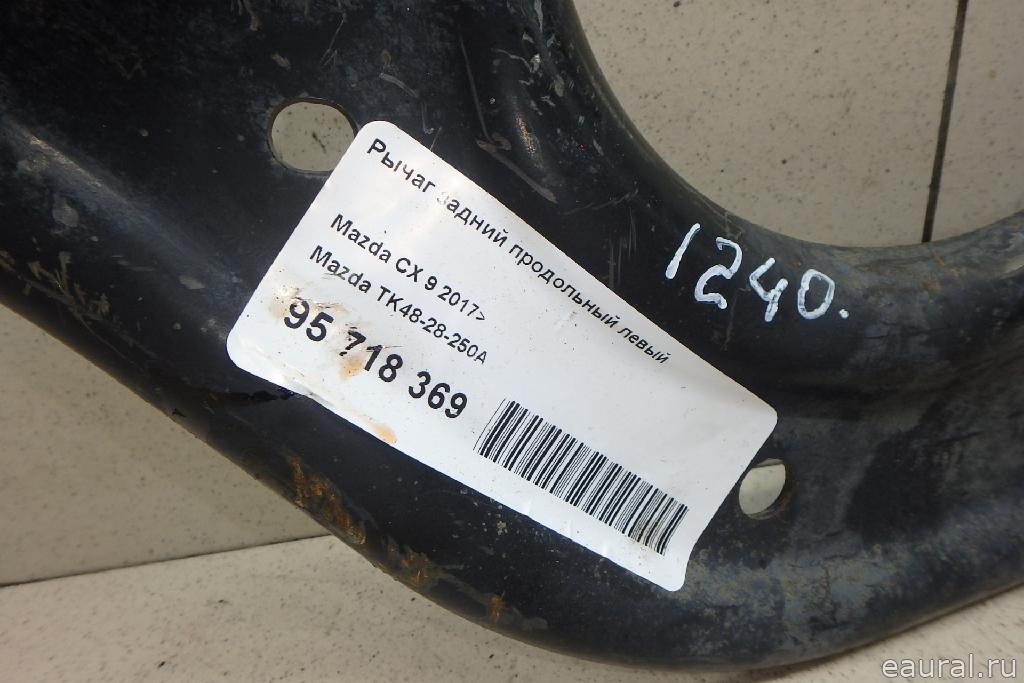 Рычаг задний продольный левый
Mazda CX 9 2017>
Mazda TK48-28-250A
95 718 369
1240.
eaural.ru